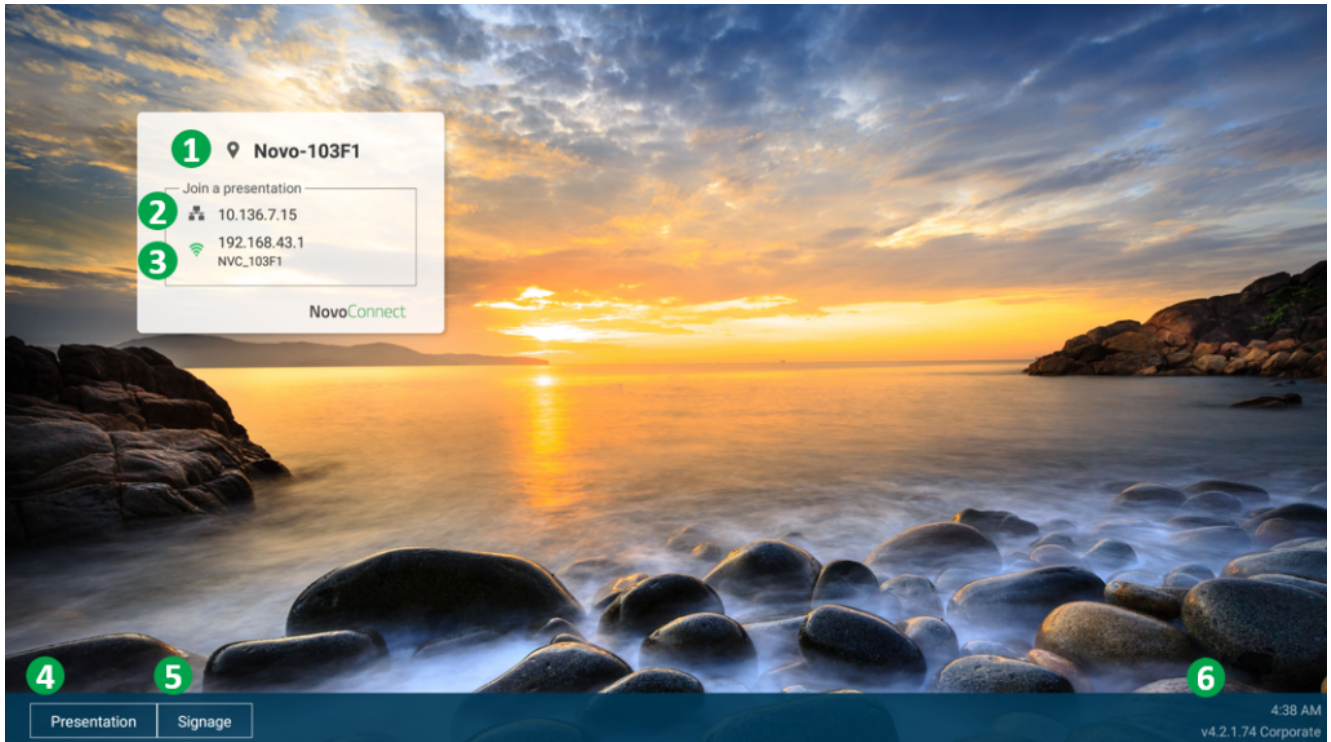 1 Novo-103F1
Join a presentation
2 10.136.7.15
192.168.43.1
3 NVC_103F1
NovoConnect
4 5 6
Presentation Signage 4:38 AM
v4.2.1.74 Corporate